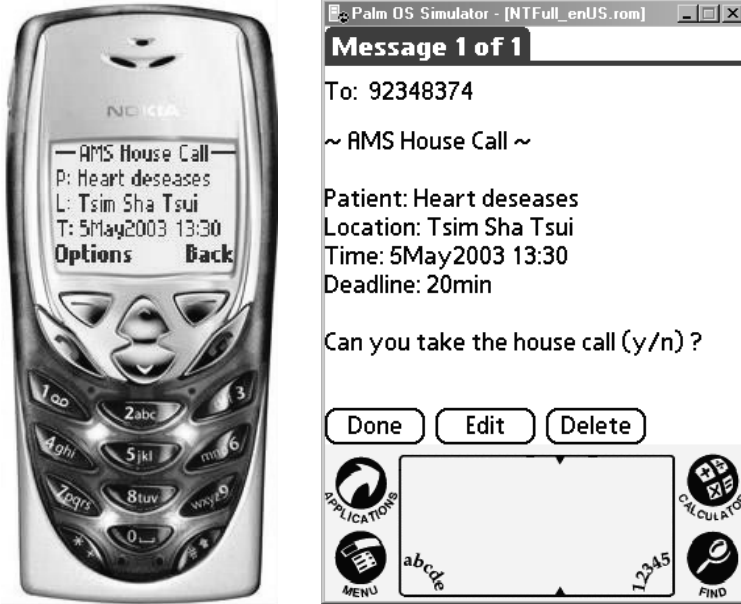 NOKIA
AMS House Call
P: Heart deseases
L: Tsim Sha Tsui
T: 5May2003 13:30
Options Back
1
2abc
3
4ghi
5jkl
mno6
7pqrs
8tuv
wxyz9
*+
0
#
Palm OS Simulator - [NTFull_enUS.rom]
Message 1 of 1
To: 92348374
~ AMS House Call ~
Patient: Heart deseases
Location: Tsim Sha Tsui
Time: 5May2003 13:30
Deadline: 20min
Can you take the house call (y/n) ?
Done Edit Delete
APPLICATIONS
CALCULATOR
MENU
abcde
12345
FIND